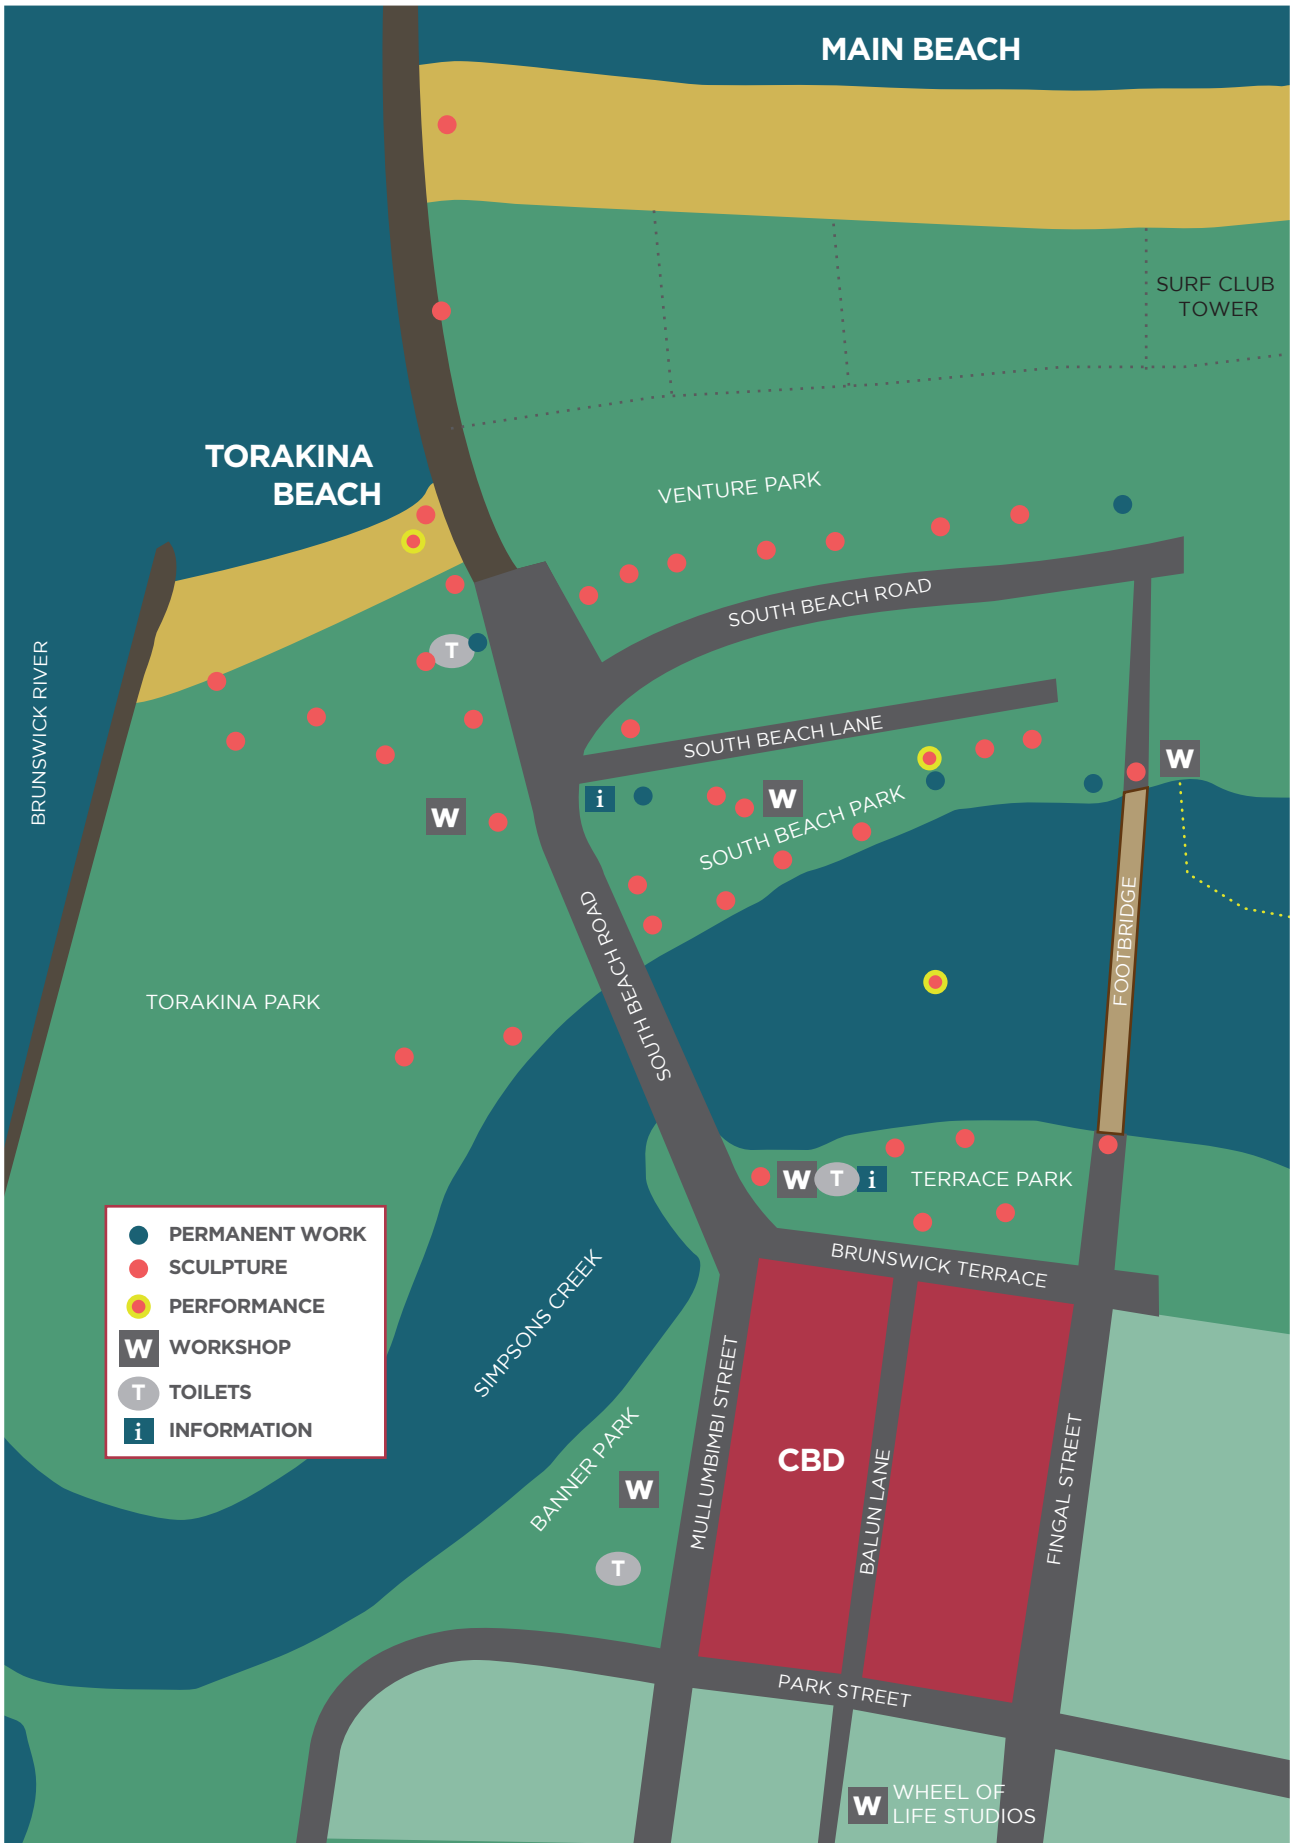 MAIN BEACH
SURF CLUB
TOWER
TORAKINA
BEACH
VENTURE PARK
SOUTH BEACH ROAD
BRUNSWICK RIVER
T
SOUTH BEACH LANE
W
i
W
W
SOUTH BEACH PARK
SOUTH BEACH ROAD
FOOTBRIDGE
TORAKINA PARK
W
T
i
TERRACE PARK
BRUNSWICK TERRACE
PERMANENT WORK
SCULPTURE
PERFORMANCE
W WORKSHOP
T TOILETS
i INFORMATION
SIMPSONS CREEK
BANNER PARK
W
T
MULLUMBIMBI STREET
CBD
BALUN LANE
FINGAL STREET
PARK STREET
W
WHEEL OF
LIFE STUDIOS